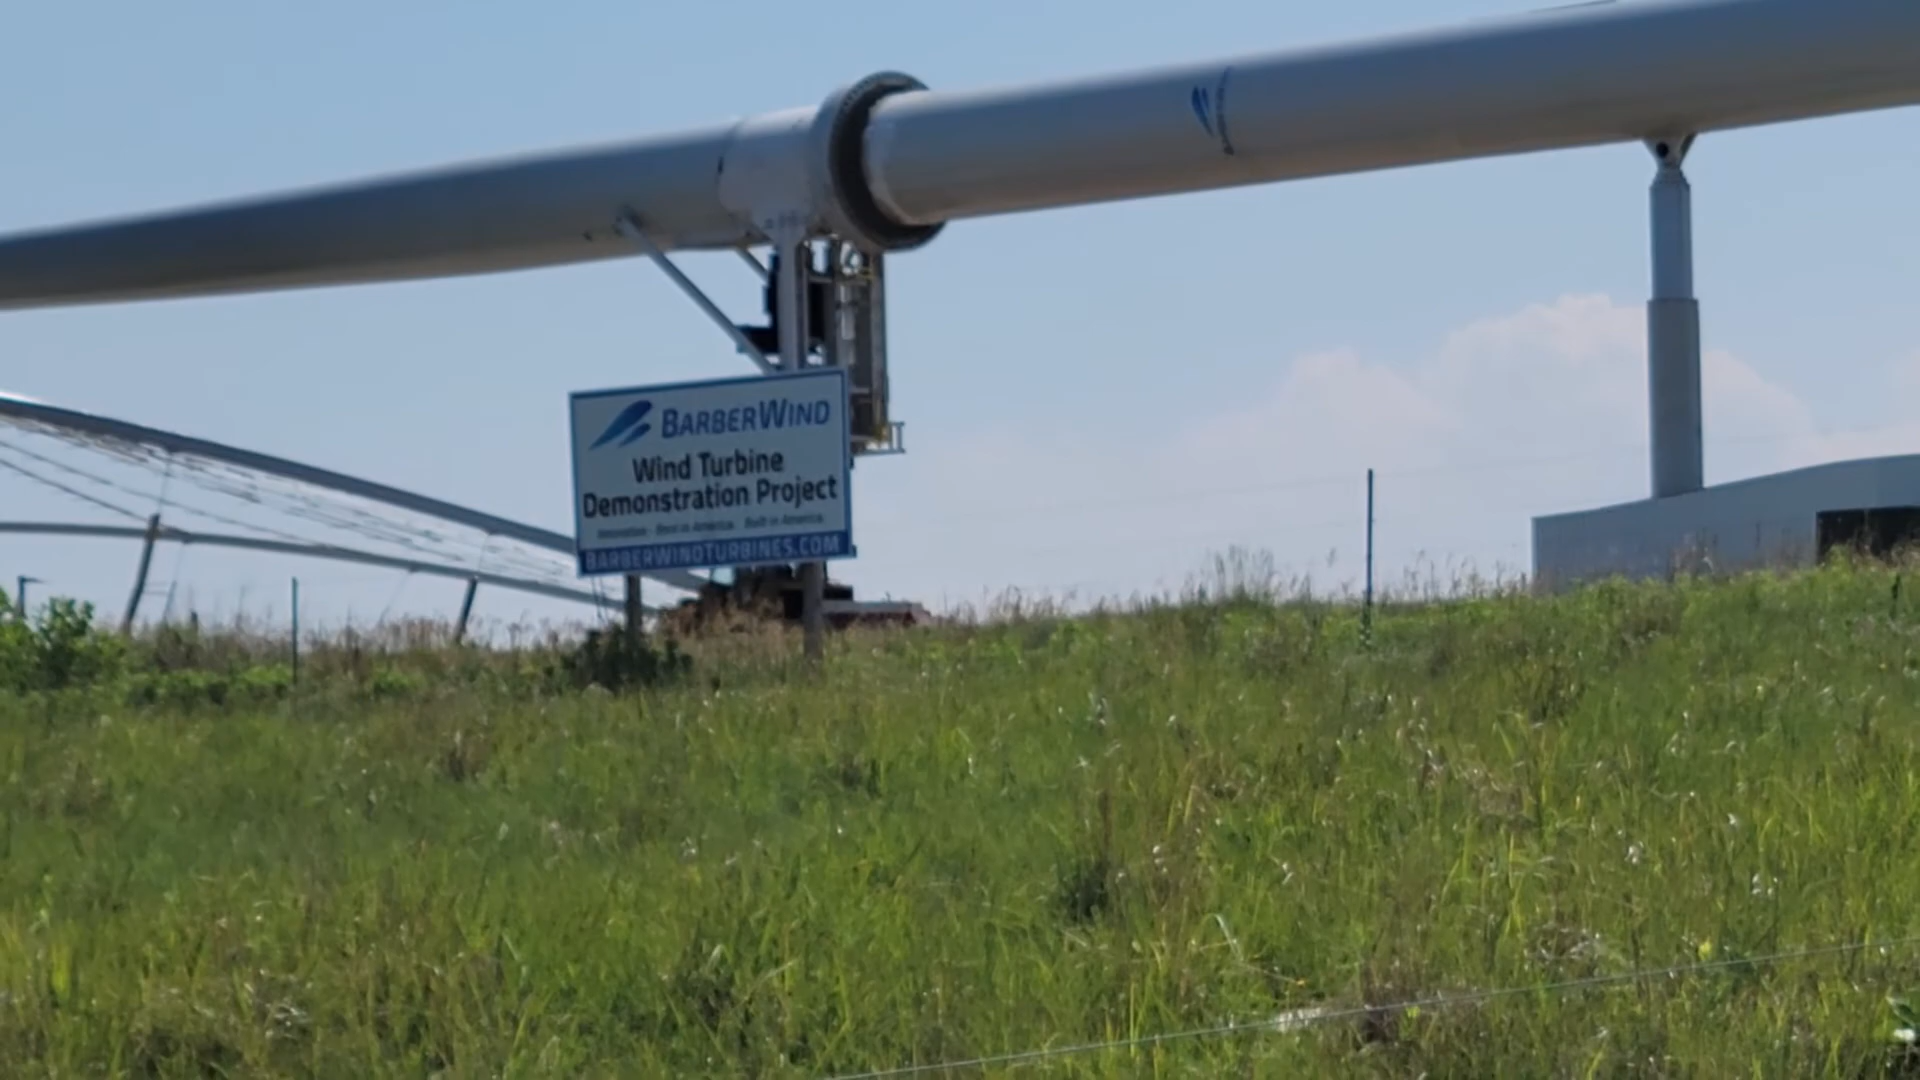 BARBERWIND
Wind Turbine
Demonstration Project
Innovation - Born in America. Built in America.
BARBERWINDTURBINES.COM